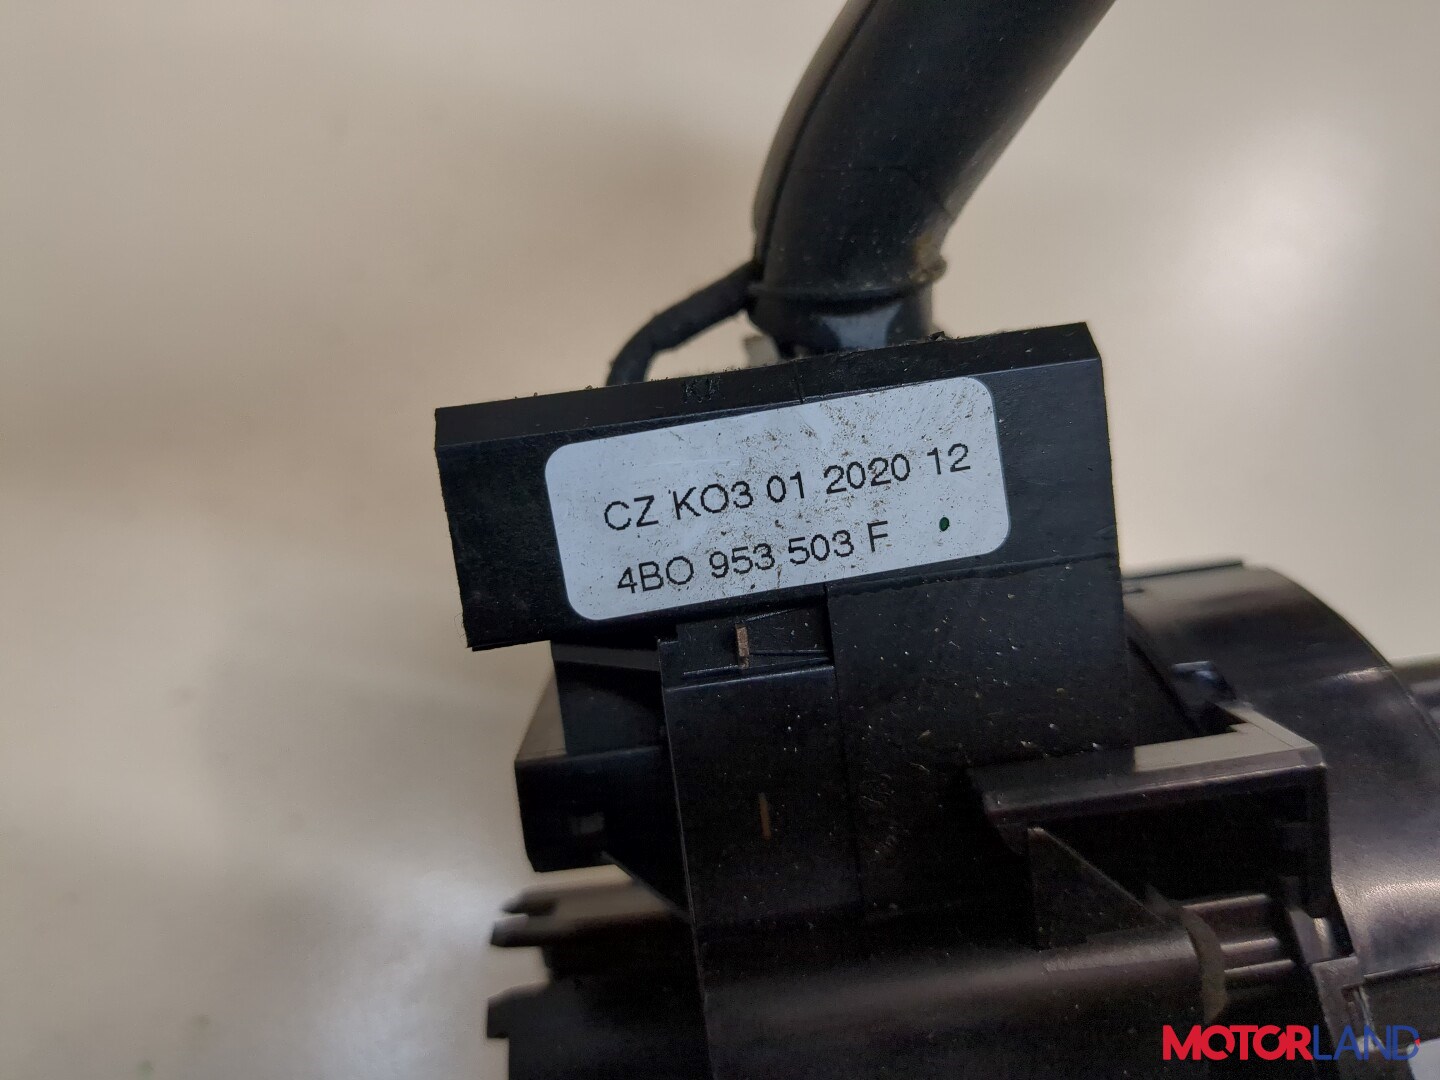 CZ KO3 01 2020 12
4BO 953 503 F
MOTORLAND